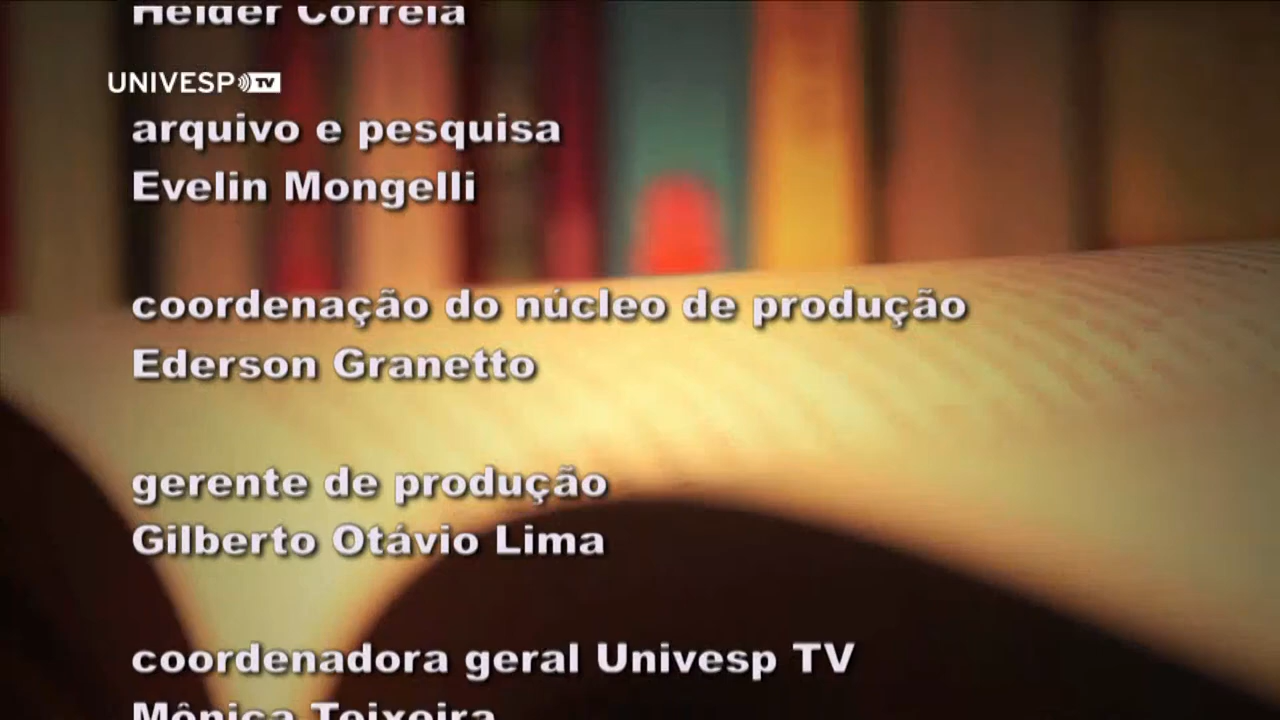 Helder Correia
UNIVESP TV
arquivo e pesquisa
Evelin Mongelli
coordenação do núcleo de produção
Ederson Granetto
gerente de produção
Gilberto Otávio Lima
coordenadora geral Univesp TV
Mônica Teixeira